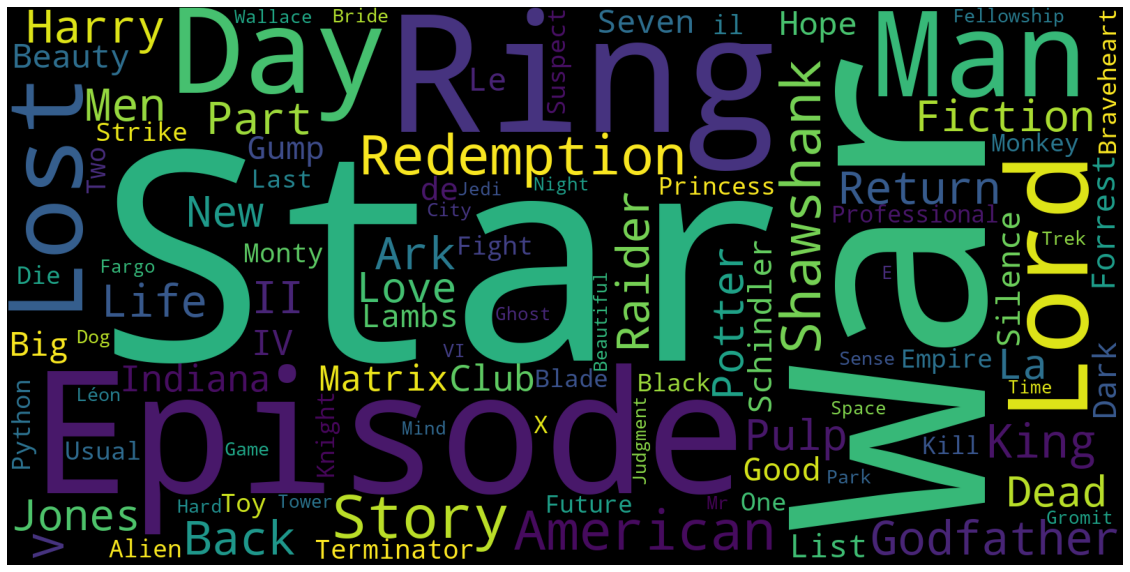 Harry
Wallace
Bride
Day
Ring
Le
Suspect
Seven
il
Hope
Fellowship
Man
Braveheart
Beauty
Lost
Men
Part
Strike
Two
Gump
Redemption
Shawshank
Fiction
Monkey
Last
de
Jedi
Night
Princess
Return
Lord
Forrest
New
City
Professional
Star
War
Monty
Ark
Fight
Raider
Silence
Trek
Die
Fargo
Life
II
Love
Lambs
Ghost
Beautiful
Potter
Schindler
E
Big
Dog
IV
VI
Sense
Empire
La
Dark
Python
Léon
Indiana
Matrix
Club
Blade
Black
Time
Episode
Usual
Game
Knight
Mind
X
Judgment
Pulp
Space
Kill
King
Good
Park
Dead
Jones
V
Hard
Toy
Tower
Story
Future
Mr
One
Gromit
Alien
Back
Terminator
American
List
Godfather